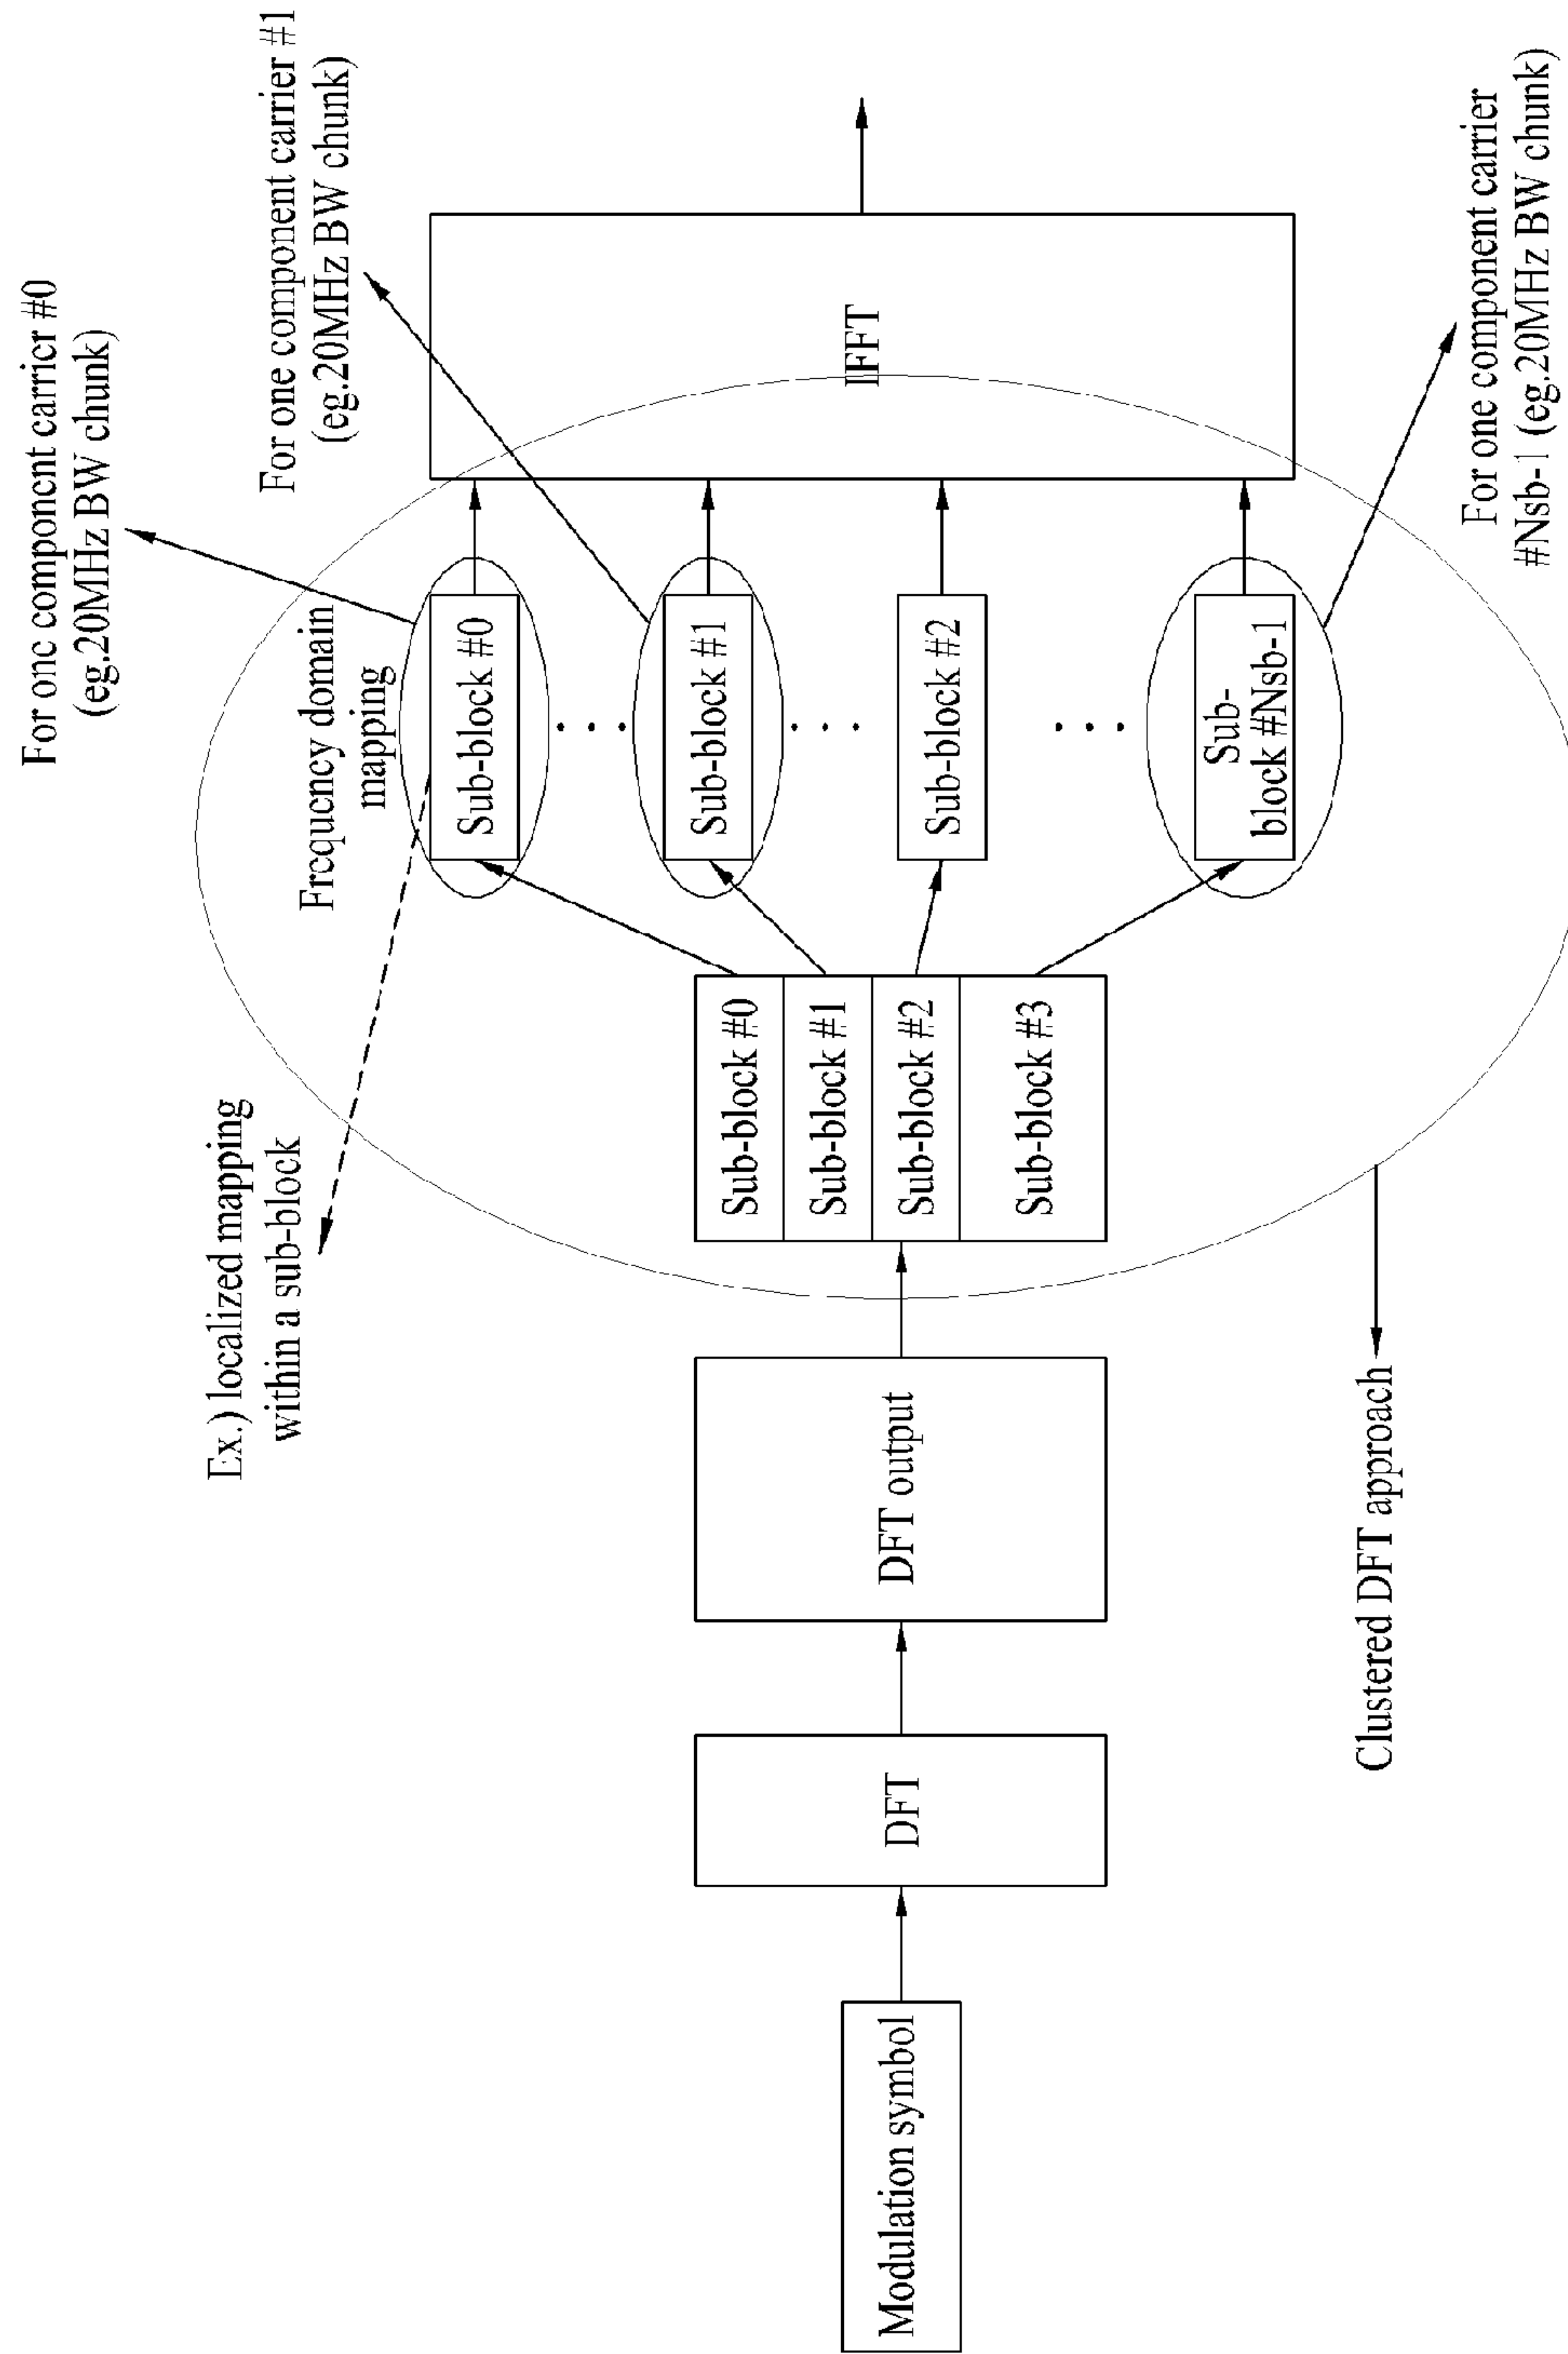 For one component carrier #0
(eg.20MHz BW chunk)
For one component carrier #1
(eg.20MHz BW chunk)
Ex.) localized mapping
within a sub-block
Frequency domain
mapping
Modulation symbol
DFT
DFT output
Sub-block #0
Sub-block #1
Sub-block #2
Sub-block #3
Sub-block #0
Sub-block #1
Sub-block #2
Sub-
block #Nsb-1
IFFT
Clustered DFT approach
For one component carrier
#Nsb-1 (eg.20MHz BW chunk)